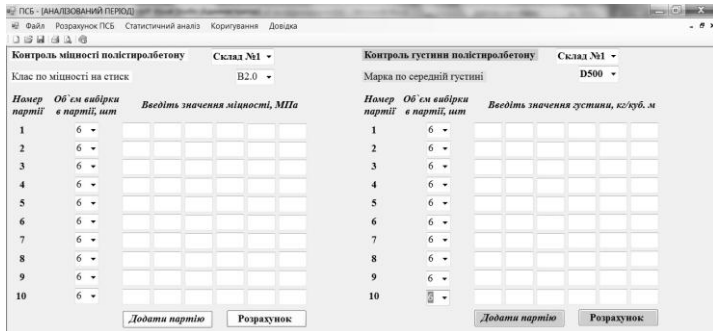 ПСБ - [АНАЛІЗОВАНИЙ ПЕРІОД]
Файл Розрахунок ПСБ Статистичний аналіз Коригування Довідка
Контроль міцності полістиролбетону Склад №1
Клас по міцності на стиск B2.0
Номер партії Об`єм вибірки в партії, шт Введіть значення міцності, МПа
1 6
2 6
3 6
4 6
5 6
6 6
7 6
8 6
9 6
10 6
Додати партію Розрахунок
Контроль густини полістиролбетону Склад №1
Марка по середній густині D500
Номер партії Об`єм вибірки в партії, шт Введіть значення густини, кг/куб. м
1 6
2 6
3 6
4 6
5 6
6 6
7 6
8 6
9 6
10 6
Додати партію Розрахунок